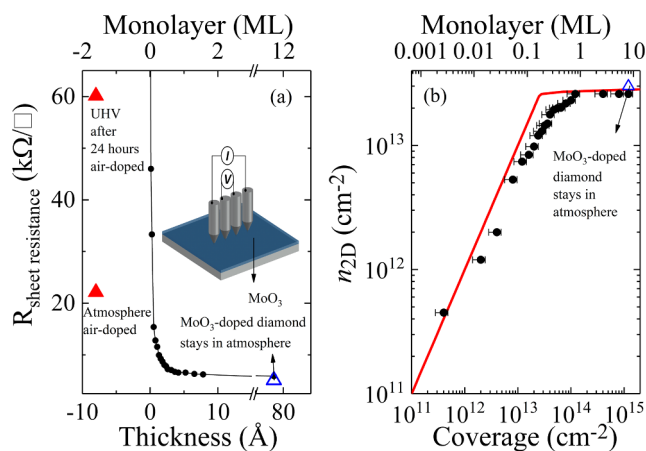 Monolayer (ML)
-2 0 2 12
(a)
R_sheet resistance (kΩ/□)
60
40
20
UHV
after
24 hours
air-doped
I
V
MoO₃
Atmosphere
air-doped
MoO₃-doped diamond
stays in atmosphere
-10 0 10 80
Thickness (Å)
Monolayer (ML)
0.001 0.01 0.1 1 10
(b)
n₂D (cm⁻²)
10¹³
10¹²
10¹¹
MoO₃-doped
diamond
stays in
atmosphere
10¹¹ 10¹² 10¹³ 10¹⁴ 10¹⁵
Coverage (cm⁻²)